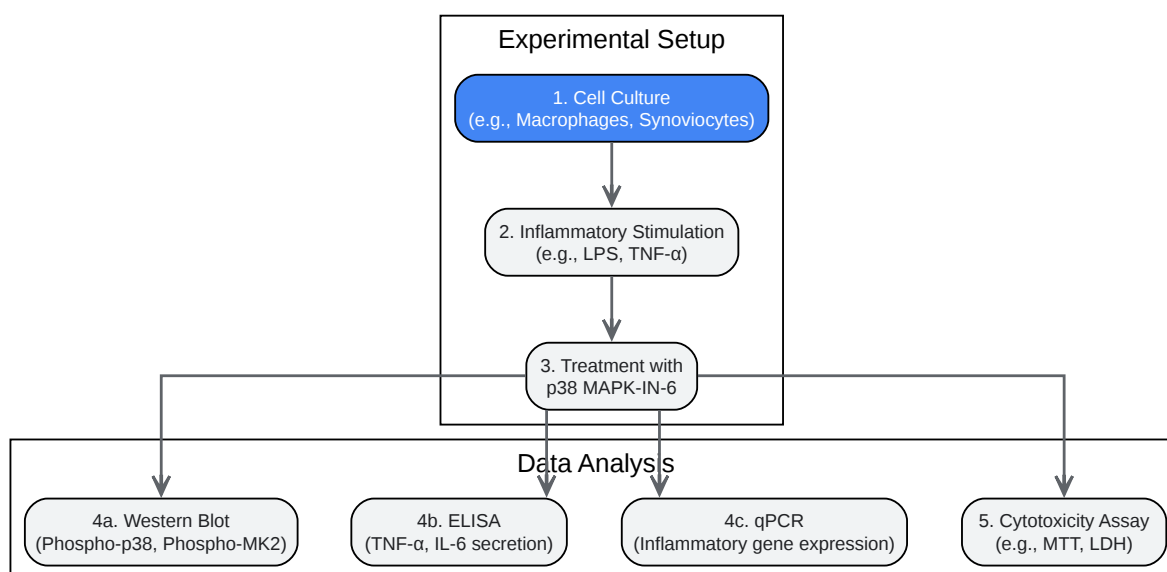 Experimental Setup
1. Cell Culture
(e.g., Macrophages, Synoviocytes)
2. Inflammatory Stimulation
(e.g., LPS, TNF-α)
3. Treatment with
p38 MAPK-IN-6
Data Analysis
4a. Western Blot
(Phospho-p38, Phospho-MK2)
4b. ELISA
(TNF-α, IL-6 secretion)
4c. qPCR
(Inflammatory gene expression)
5. Cytotoxicity Assay
(e.g., MTT, LDH)